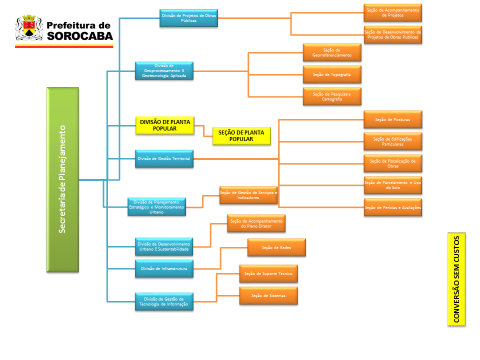 Prefeitura de
SOROCABA
Secretaria de Planejamento
Divisão de Projetos de Obras
Públicas
Seção de Acompanhamento
de Projetos
Seção de Desenvolvimento de
Projetos de Obras Públicas
Divisão de
Geoprocessamento E
Geotecnologia Aplicada
Seção de
Georreferenciamento
Seção de Topografia
Seção de Pesquisa e
Cartografia
DIVISÃO DE PLANTA
POPULAR
SEÇÃO DE PLANTA
POPULAR
Divisão de Gestão Territorial
Seção de Posturas
Seção de Edificações
Particulares
Seção de Fiscalização de
Obras
Seção de Parcelamento e Uso
do Solo
Seção de Perícias e Avaliações
Divisão de Planejamento
Estratégico e Monitoramento
Urbano
Seção de Gestão de Serviços e
Indicadores
Divisão de Desenvolvimento
Urbano E Sustentabilidade
Seção de Acompanhamento
do Plano Diretor
Divisão de Infraestrutura
Seção de Redes
Divisão de Gestão de
Tecnologia da Informação
Seção de Suporte Técnico
Seção de Sistemas
CONVERSÃO SEM CUSTOS